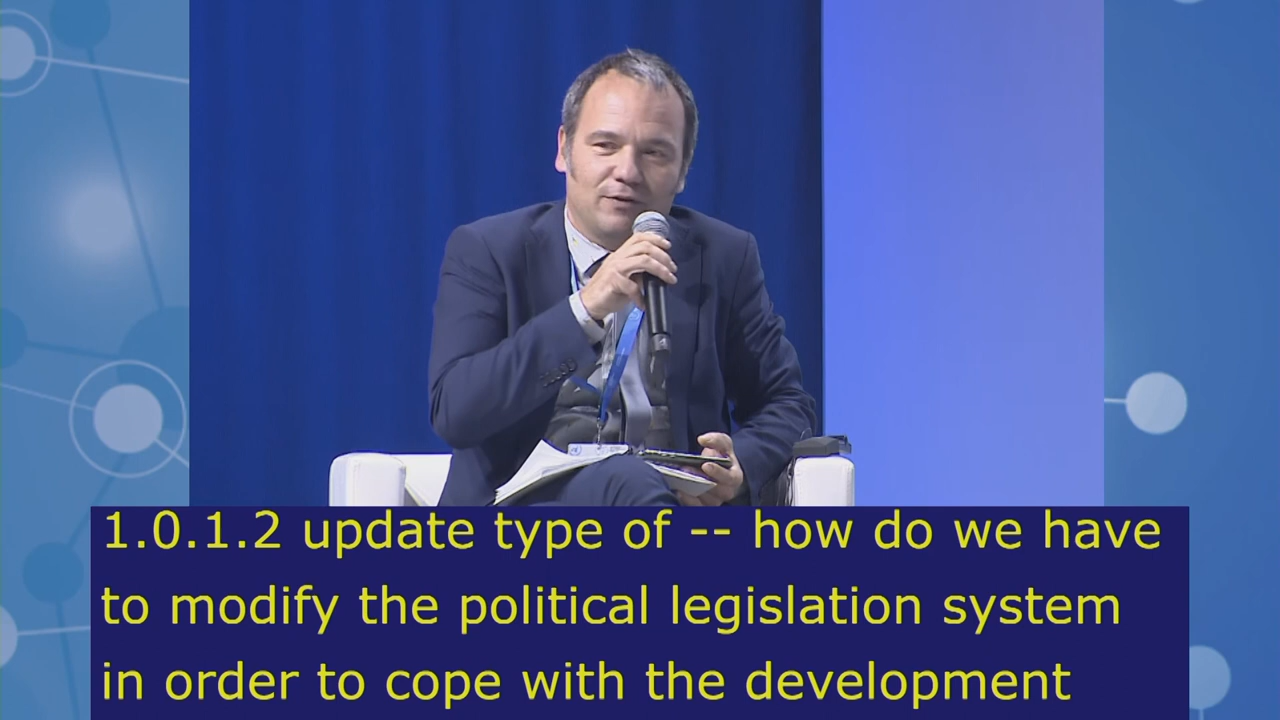 1.0.1.2 update type of -- how do we have
to modify the political legislation system
in order to cope with the development